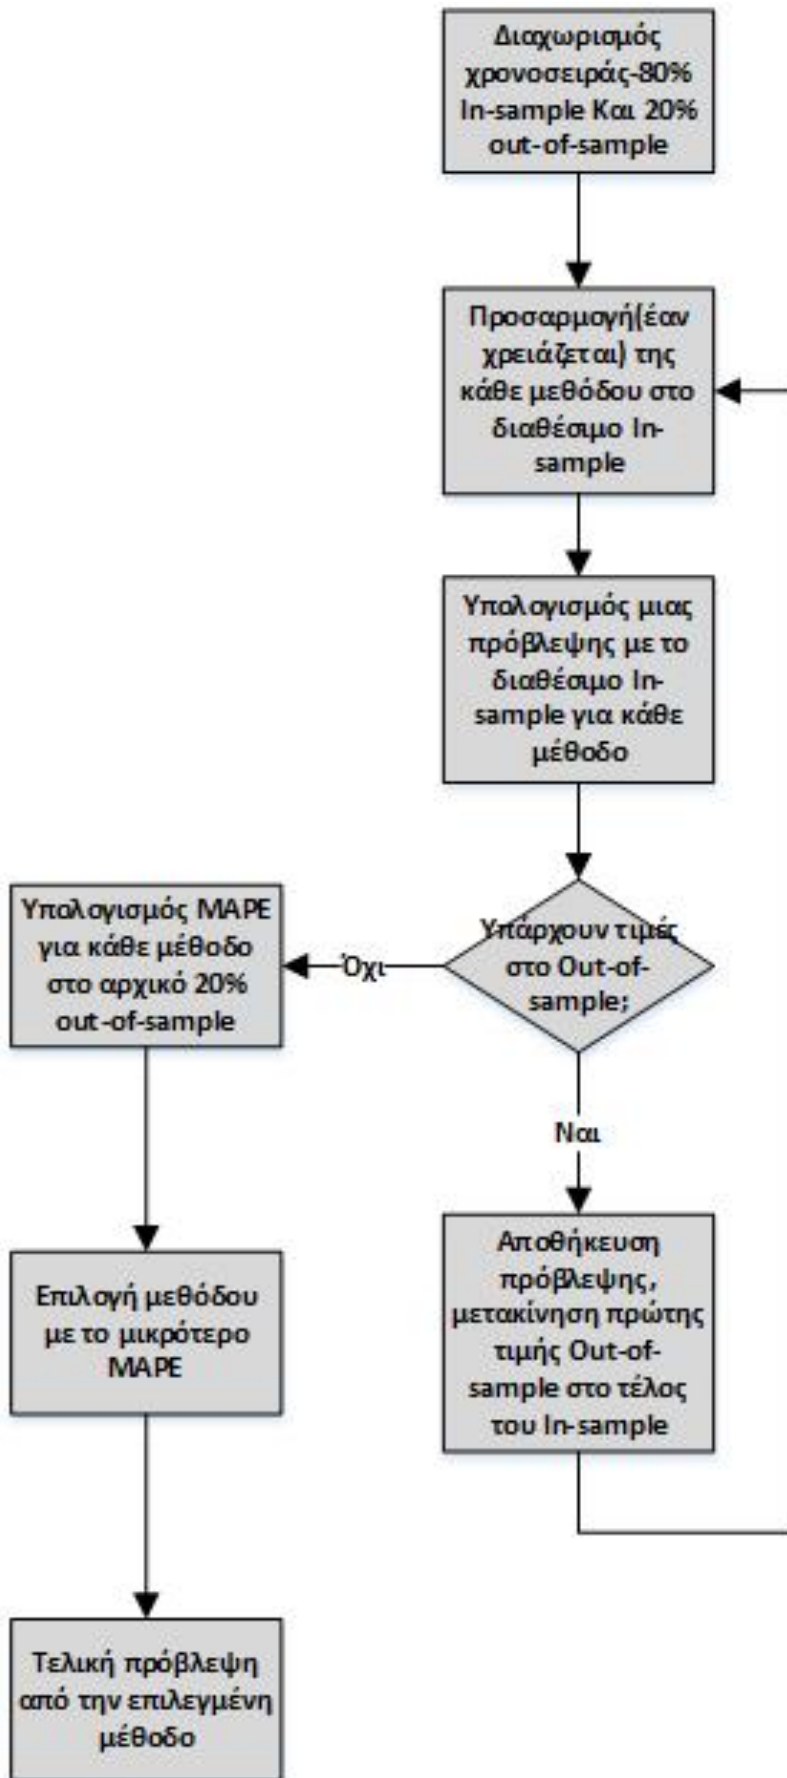 Διαχωρισμός
χρονοσειράς-80%
In-sample Και 20%
out-of-sample
Προσαρμογή(έαν
χρειάζεται) της
κάθε μεθόδου στο
διαθέσιμο In-
sample
Υπολογισμός μιας
πρόβλεψης με το
διαθέσιμο In-
sample για κάθε
μέθοδο
Υπάρχουν τιμές
στο Out-of-
sample;
Όχι
Ναι
Υπολογισμός MAPE
για κάθε μέθοδο
στο αρχικό 20%
out-of-sample
Αποθήκευση
πρόβλεψης,
μετακίνηση πρώτης
τιμής Out-of-
sample στο τέλος
του In-sample
Επιλογή μεθόδου
με το μικρότερο
MAPE
Τελική πρόβλεψη
από την επιλεγμένη
μέθοδο